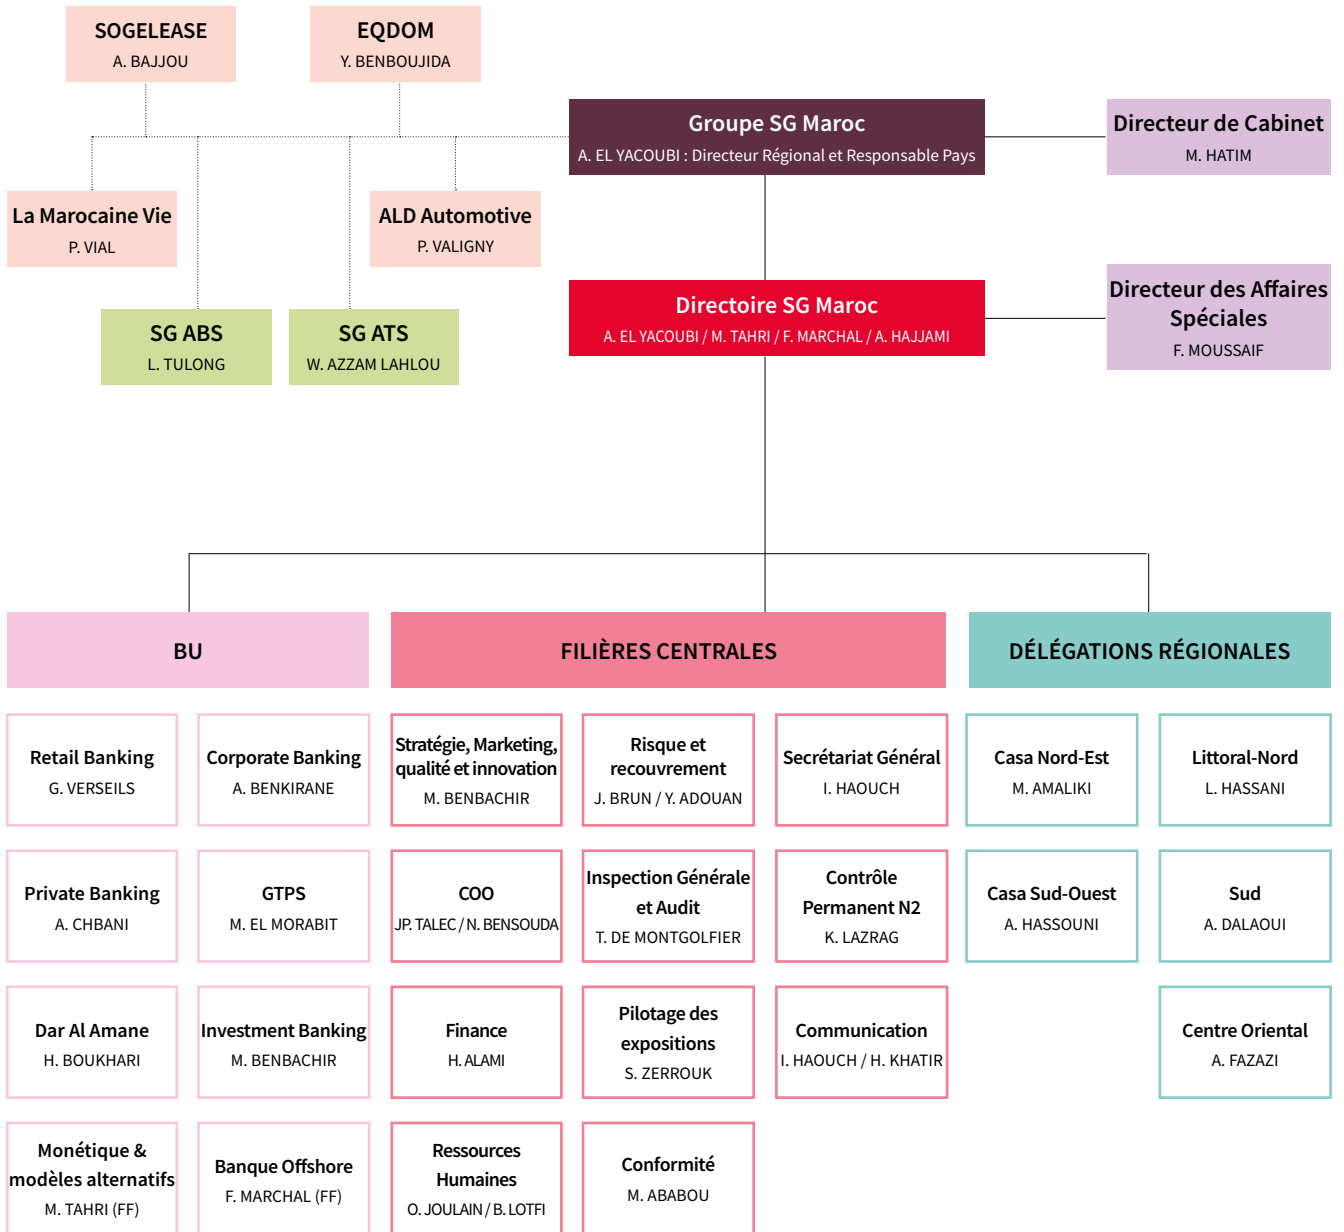 SOGELEASE
A. BAJJOU
EQDOM
Y. BENBOUJIDA
Groupe SG Maroc
A. EL YACOUBI : Directeur Régional et Responsable Pays
Directeur de Cabinet
M. HATIM
La Marocaine Vie
P. VIAL
ALD Automotive
P. VALIGNY
SG ABS
L. TULONG
SG ATS
W. AZZAM LAHLOU
Directoire SG Maroc
A. EL YACOUBI / M. TAHRI / F. MARCHAL / A. HAJJAMI
Directeur des Affaires
Spéciales
F. MOUSSAIF
BU
FILIÈRES CENTRALES
DÉLÉGATIONS RÉGIONALES
Retail Banking
G. VERSEILS
Corporate Banking
A. BENKIRANE
Stratégie, Marketing,
qualité et innovation
M. BENBACHIR
Risque et
recouvrement
J. BRUN / Y. ADOUAN
Secrétariat Général
I. HAOUCH
Casa Nord-Est
M. AMALIKI
Littoral-Nord
L. HASSANI
Private Banking
A. CHBANI
GTPS
M. EL MORABIT
COO
JP. TALEC / N. BENSOUDA
Inspection Générale
et Audit
T. DE MONTGOLFIER
Contrôle
Permanent N2
K. LAZRAG
Casa Sud-Ouest
A. HASSOUNI
Sud
A. DALAOUI
Dar Al Amane
H. BOUKHARI
Investment Banking
M. BENBACHIR
Finance
H. ALAMI
Pilotage des
expositions
S. ZERROUK
Communication
I. HAOUCH / H. KHATIR
Centre Oriental
A. FAZAZI
Monétique &
modèles alternatifs
M. TAHRI (FF)
Banque Offshore
F. MARCHAL (FF)
Ressources
Humaines
O. JOULAIN / B. LOTFI
Conformité
M. ABABOU